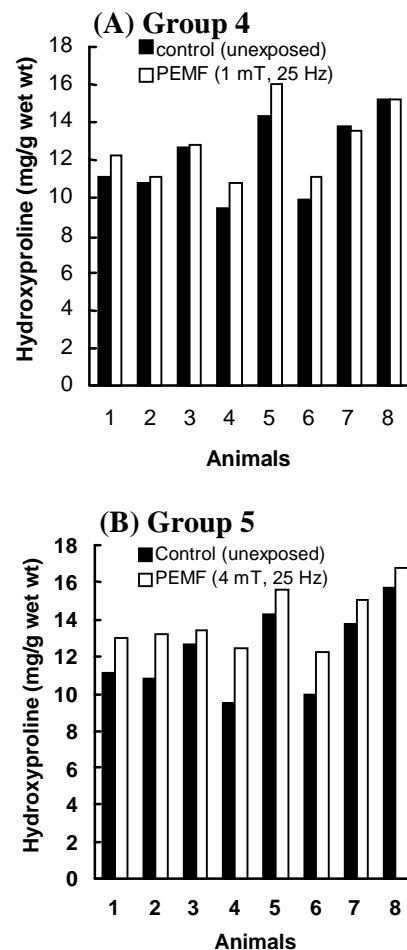 (A) Group 4
control (unexposed)
PEMF (1 mT, 25 Hz)
Hydroxyproline (mg/g wet wt)
18
16
14
12
10
8
6
4
2
0
1 2 3 4 5 6 7 8
Animals
(B) Group 5
Control (unexposed)
PEMF (4 mT, 25 Hz)
Hydroxyproline (mg/g wet wt)
18
16
14
12
10
8
6
4
2
0
1 2 3 4 5 6 7 8
Animals